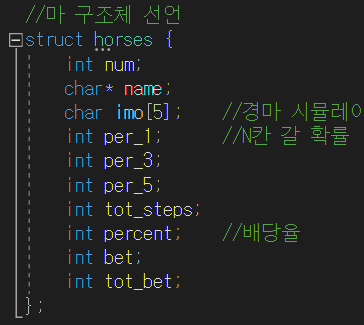 //마 구조체 선언
struct horses {
int num;
char* name;
char imo[5]; //경마 시뮬레이
int per_1; //N칸 갈 확률
int per_3;
int per_5;
int tot_steps;
int percent; //배당율
int bet;
int tot_bet;
};